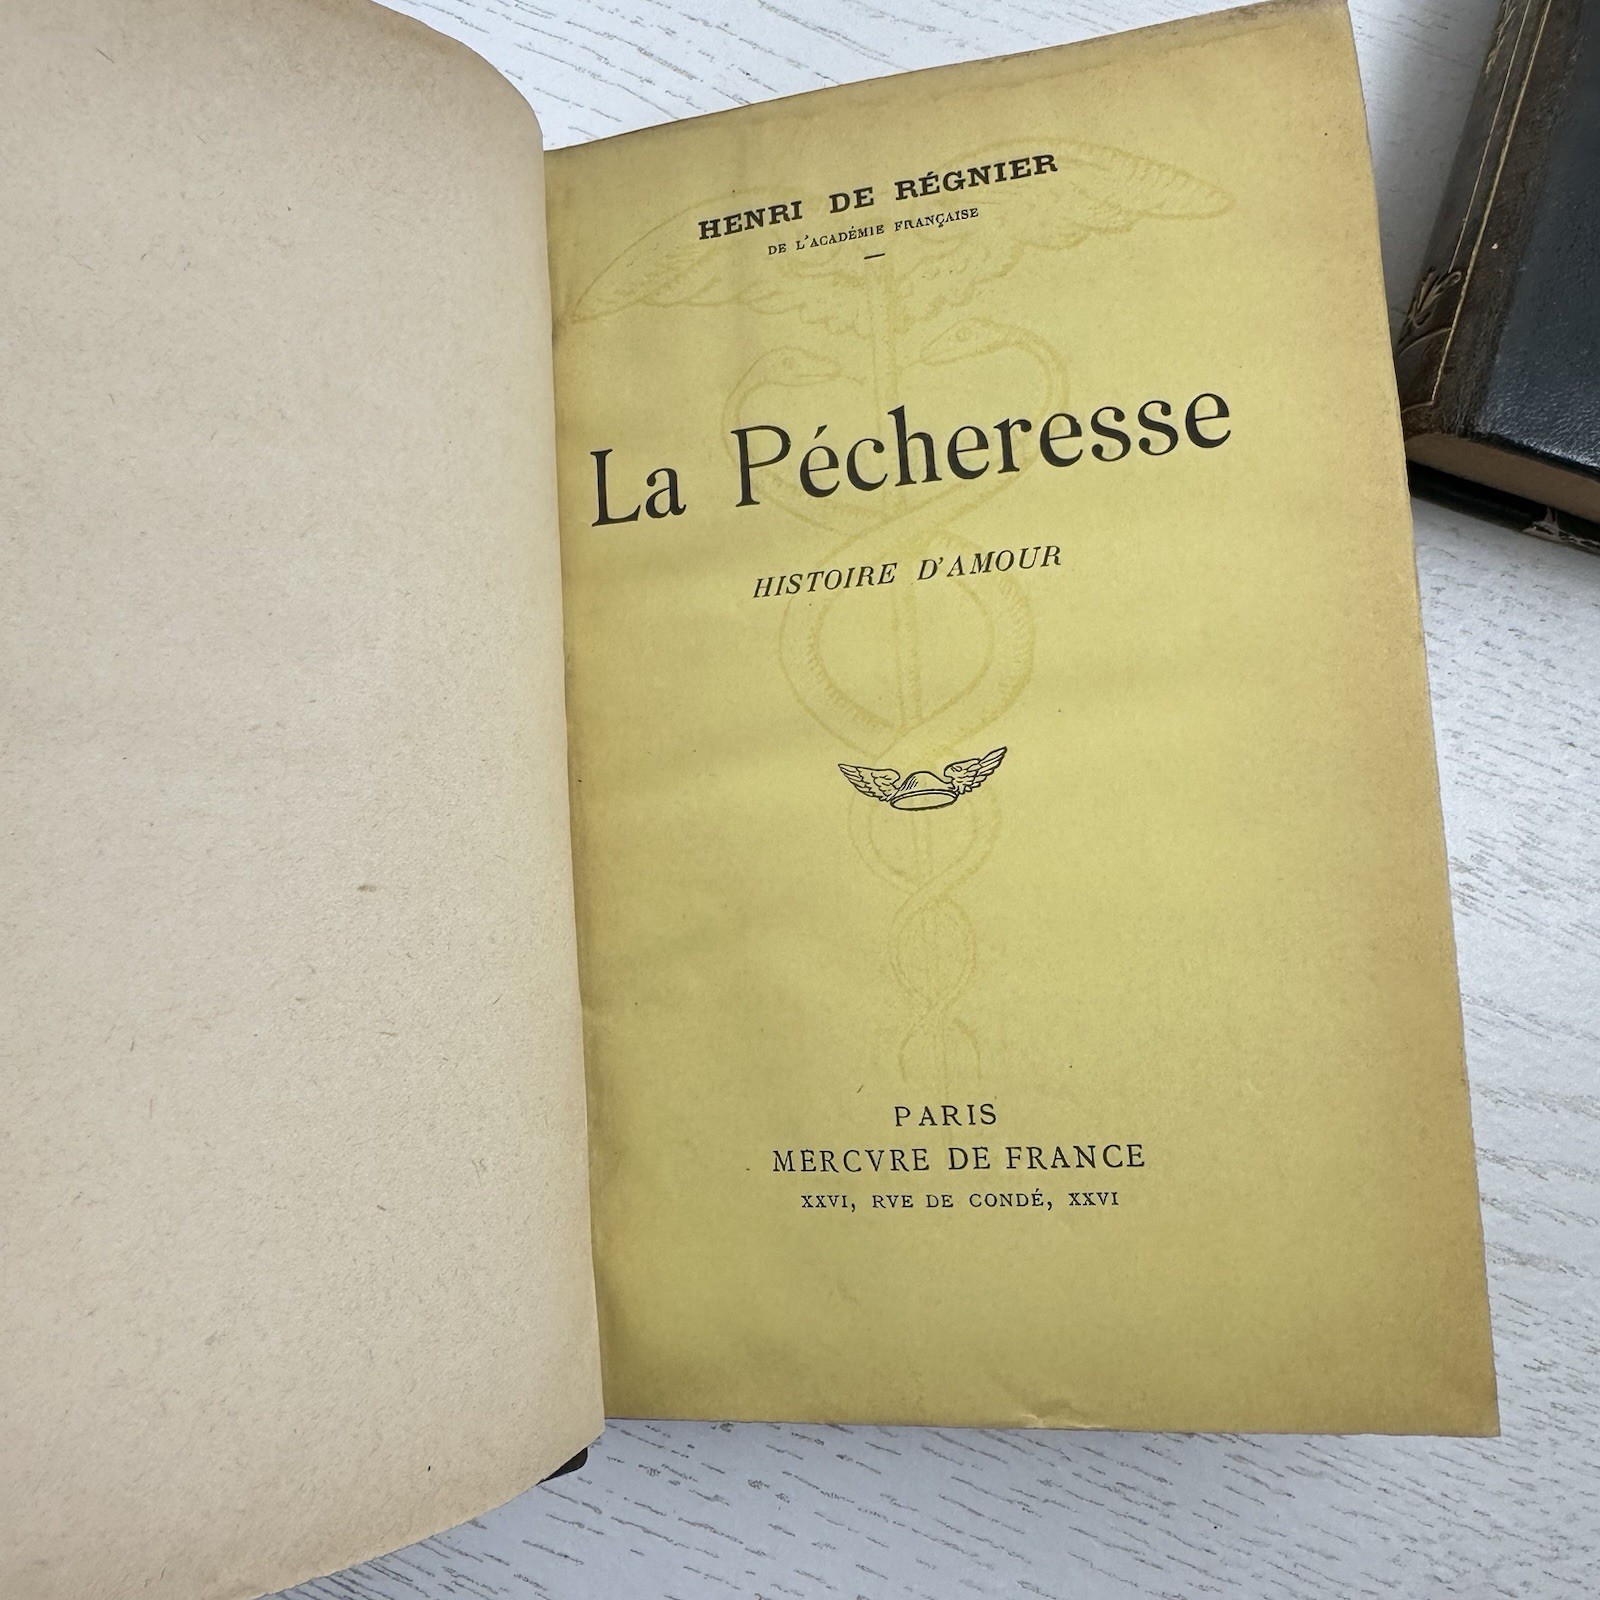 HENRI DE RÉGNIER
DE L'ACADÉMIE FRANÇAISE
La Pécheresse
HISTOIRE D'AMOUR
PARIS
MERCVRE DE FRANCE
XXVI, RVE DE CONDÉ, XXVI